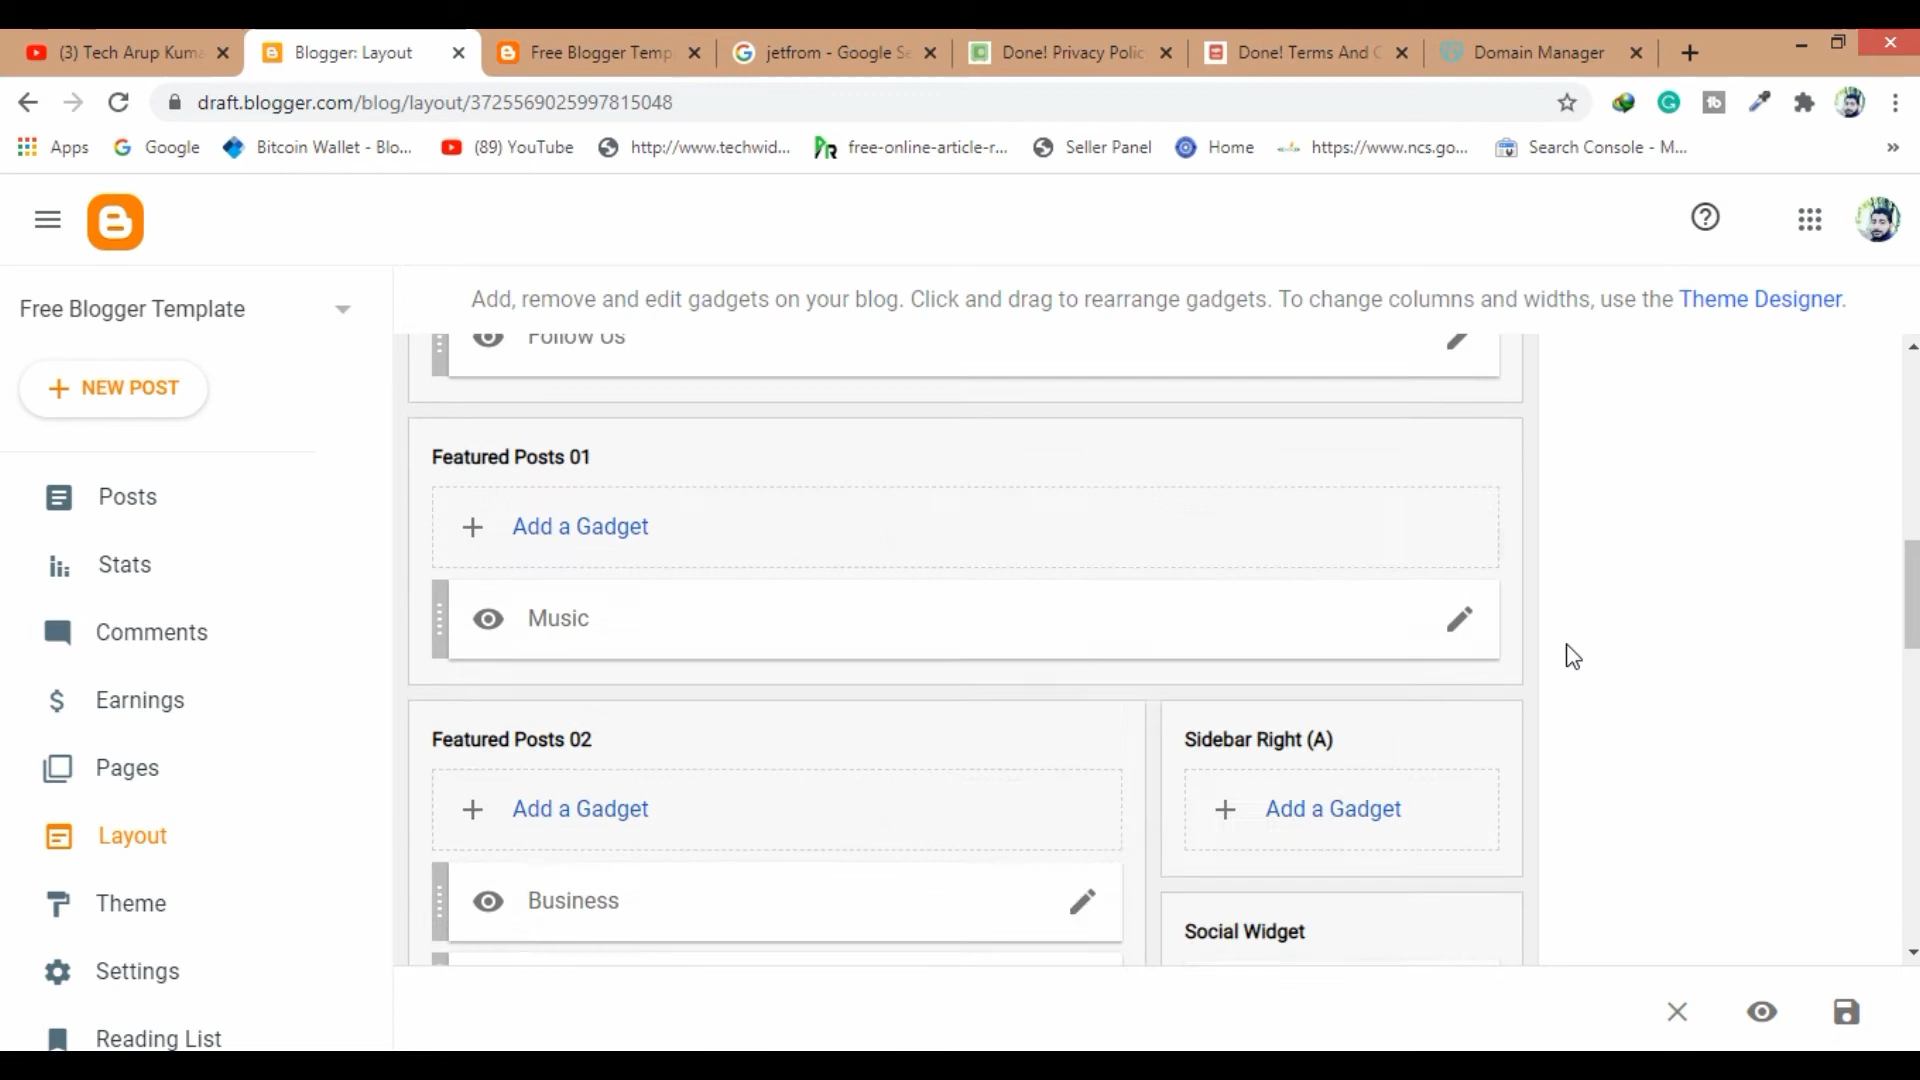 (3) Tech Arup Kuma
Blogger: Layout
Free Blogger Temp
jetfrom - Google Se
Done! Privacy Polic
Done! Terms And C
Domain Manager
draft.blogger.com/blog/layout/3725569025997815048
Apps
Google
Bitcoin Wallet - Blo...
(89) YouTube
http://www.techwid...
free-online-article-r...
Seller Panel
Home
https://www.ncs.go...
Search Console - M...
Free Blogger Template
NEW POST
Posts
Stats
Comments
Earnings
Pages
Layout
Theme
Settings
Reading List
Add, remove and edit gadgets on your blog. Click and drag to rearrange gadgets. To change columns and widths, use the Theme Designer.
Follow Us
Featured Posts 01
Add a Gadget
Music
Featured Posts 02
Add a Gadget
Business
Sidebar Right (A)
Add a Gadget
Social Widget